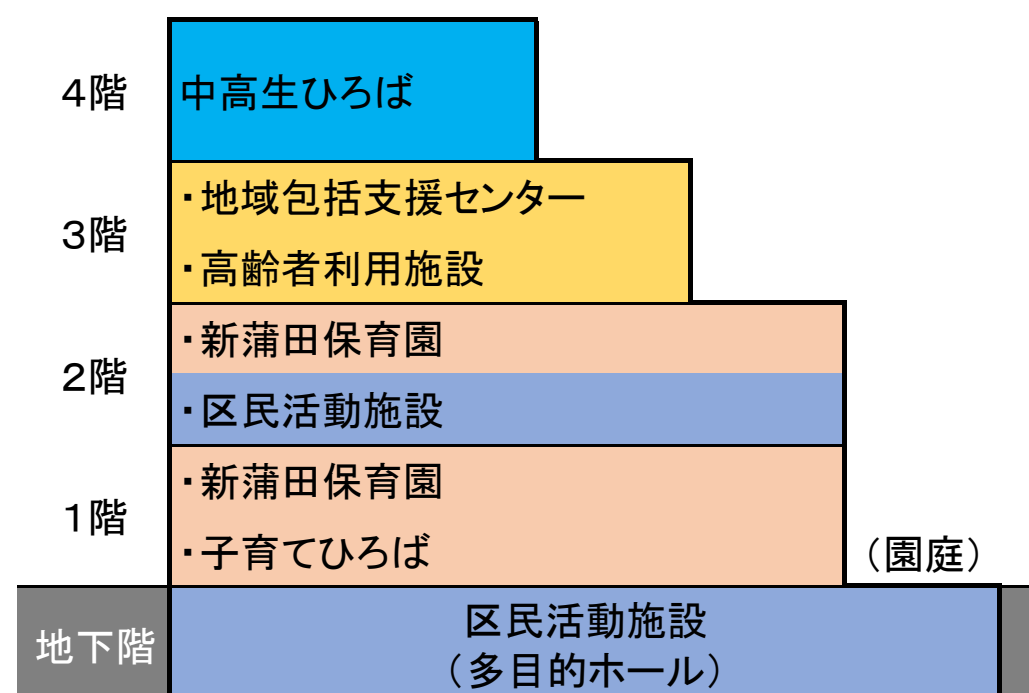 ４階
中高生ひろば
３階
・地域包括支援センター
・高齢者利用施設
２階
・新蒲田保育園
・区民活動施設
１階
・新蒲田保育園
・子育てひろば
（園庭）
地下階
区民活動施設
（多目的ホール）